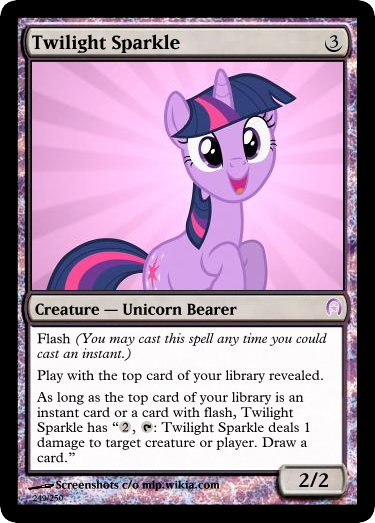 Twilight Sparkle 3
Creature — Unicorn Bearer
Flash (You may cast this spell any time you could
cast an instant.)
Play with the top card of your library revealed.
As long as the top card of your library is an
instant card or a card with flash, Twilight
Sparkle has “2, : Twilight Sparkle deals 1
damage to target creature or player. Draw a
card.”
2/2
Screenshots c/o mlp.wikia.com
249/250